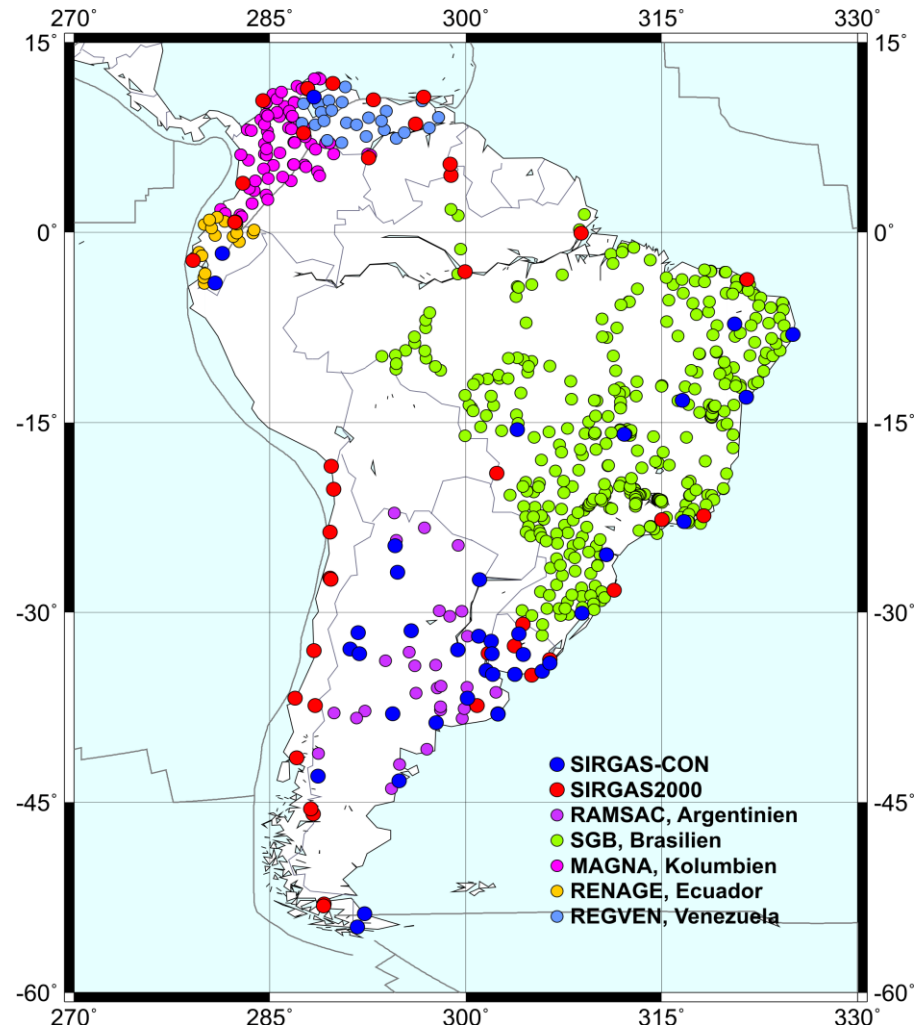 270° 285° 300° 315° 330°
15° 15°
0° 0°
-15° -15°
-30° -30°
SIRGAS-CON
SIRGAS2000
-45° -45°
RAMSAC, Argentinien
SGB, Brasilien
MAGNA, Kolumbien
RENAGE, Ecuador
REGVEN, Venezuela
-60° -60°
270° 285° 300° 315° 330°